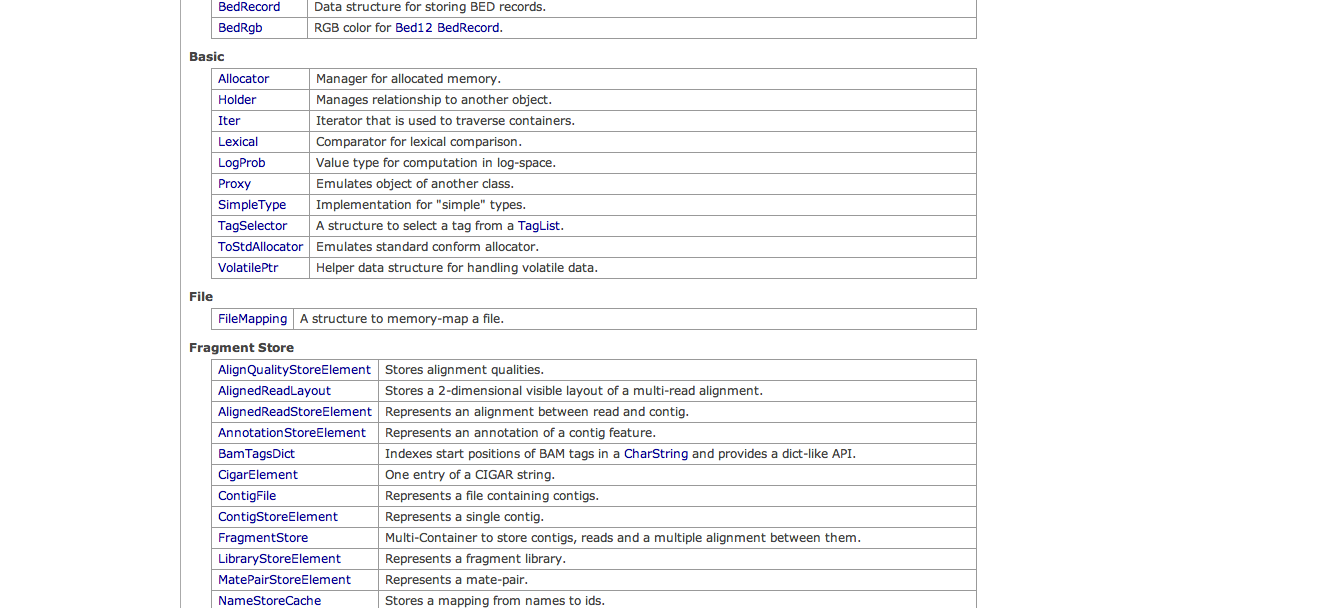 BedRecord Data structure for storing BED records.
BedRgb RGB color for Bed12 BedRecord.
Basic
Allocator Manager for allocated memory.
Holder Manages relationship to another object.
Iter Iterator that is used to traverse containers.
Lexical Comparator for lexical comparison.
LogProb Value type for computation in log-space.
Proxy Emulates object of another class.
SimpleType Implementation for "simple" types.
TagSelector A structure to select a tag from a TagList.
ToStdAllocator Emulates standard conform allocator.
VolatilePtr Helper data structure for handling volatile data.
File
FileMapping A structure to memory-map a file.
Fragment Store
AlignQualityStoreElement Stores alignment qualities.
AlignedReadLayout Stores a 2-dimensional visible layout of a multi-read alignment.
AlignedReadStoreElement Represents an alignment between read and contig.
AnnotationStoreElement Represents an annotation of a contig feature.
BamTagsDict Indexes start positions of BAM tags in a CharString and provides a dict-like API.
CigarElement One entry of a CIGAR string.
ContigFile Represents a file containing contigs.
ContigStoreElement Represents a single contig.
FragmentStore Multi-Container to store contigs, reads and a multiple alignment between them.
LibraryStoreElement Represents a fragment library.
MatePairStoreElement Represents a mate-pair.
NameStoreCache Stores a mapping from names to ids.